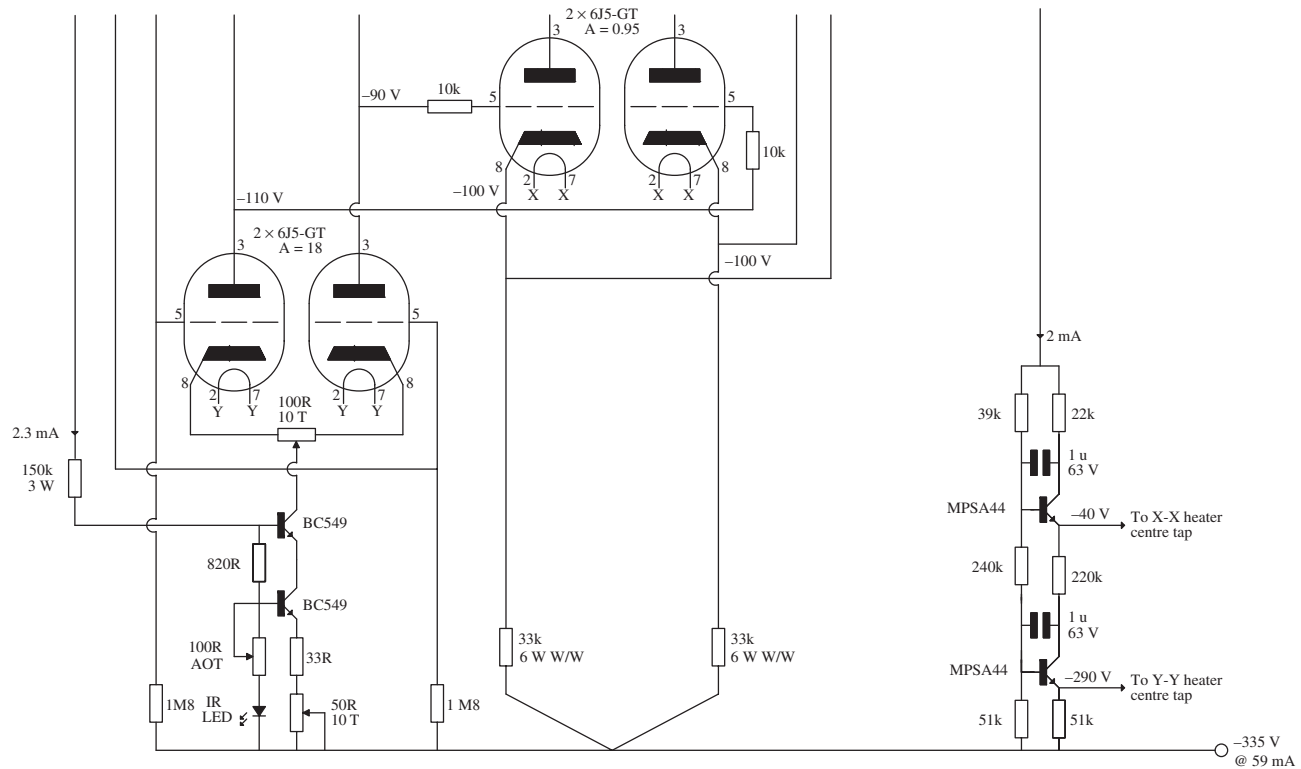 2 × 6J5-GT
A = 0.95
3
3
–90 V
10k
5
5
10k
8
8
2
7
2
7
X
X
X
X
–100 V
–110 V
2 × 6J5-GT
A = 18
3
3
–100 V
5
5
8
8
2
7
2
7
Y
Y
Y
Y
100R
10 T
2.3 mA
150k
3 W
BC549
820R
BC549
100R
AOT
33R
1M8
IR
LED
50R
10 T
1 M8
33k
6 W W/W
33k
6 W W/W
2 mA
39k
22k
1 u
63 V
MPSA44
–40 V
To X-X heater
centre tap
240k
220k
1 u
63 V
MPSA44
–290 V
To Y-Y heater
centre tap
51k
51k
–335 V
@ 59 mA